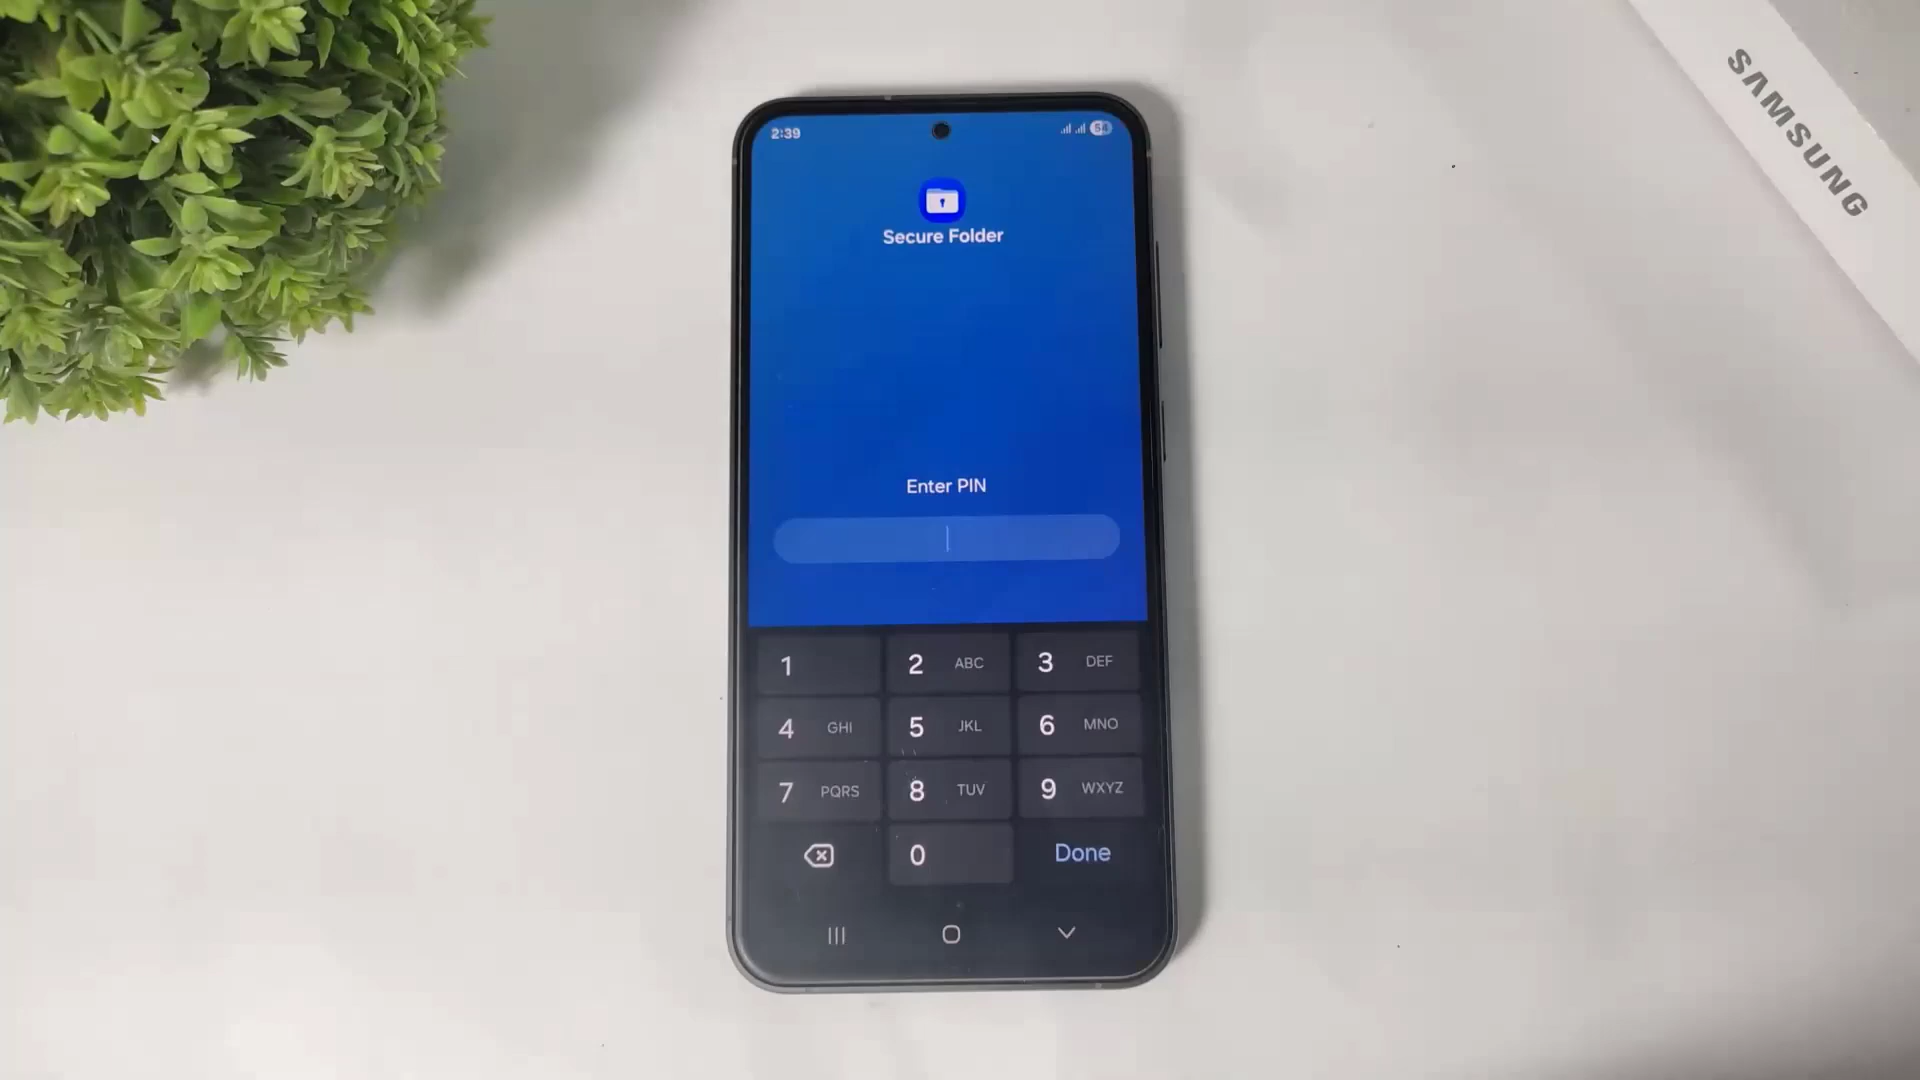 2:39
54
Secure Folder
Enter PIN
1
2 ABC
3 DEF
4 GHI
5 JKL
6 MNO
7 PQRS
8 TUV
9 WXYZ
0
Done
SAMSUNG